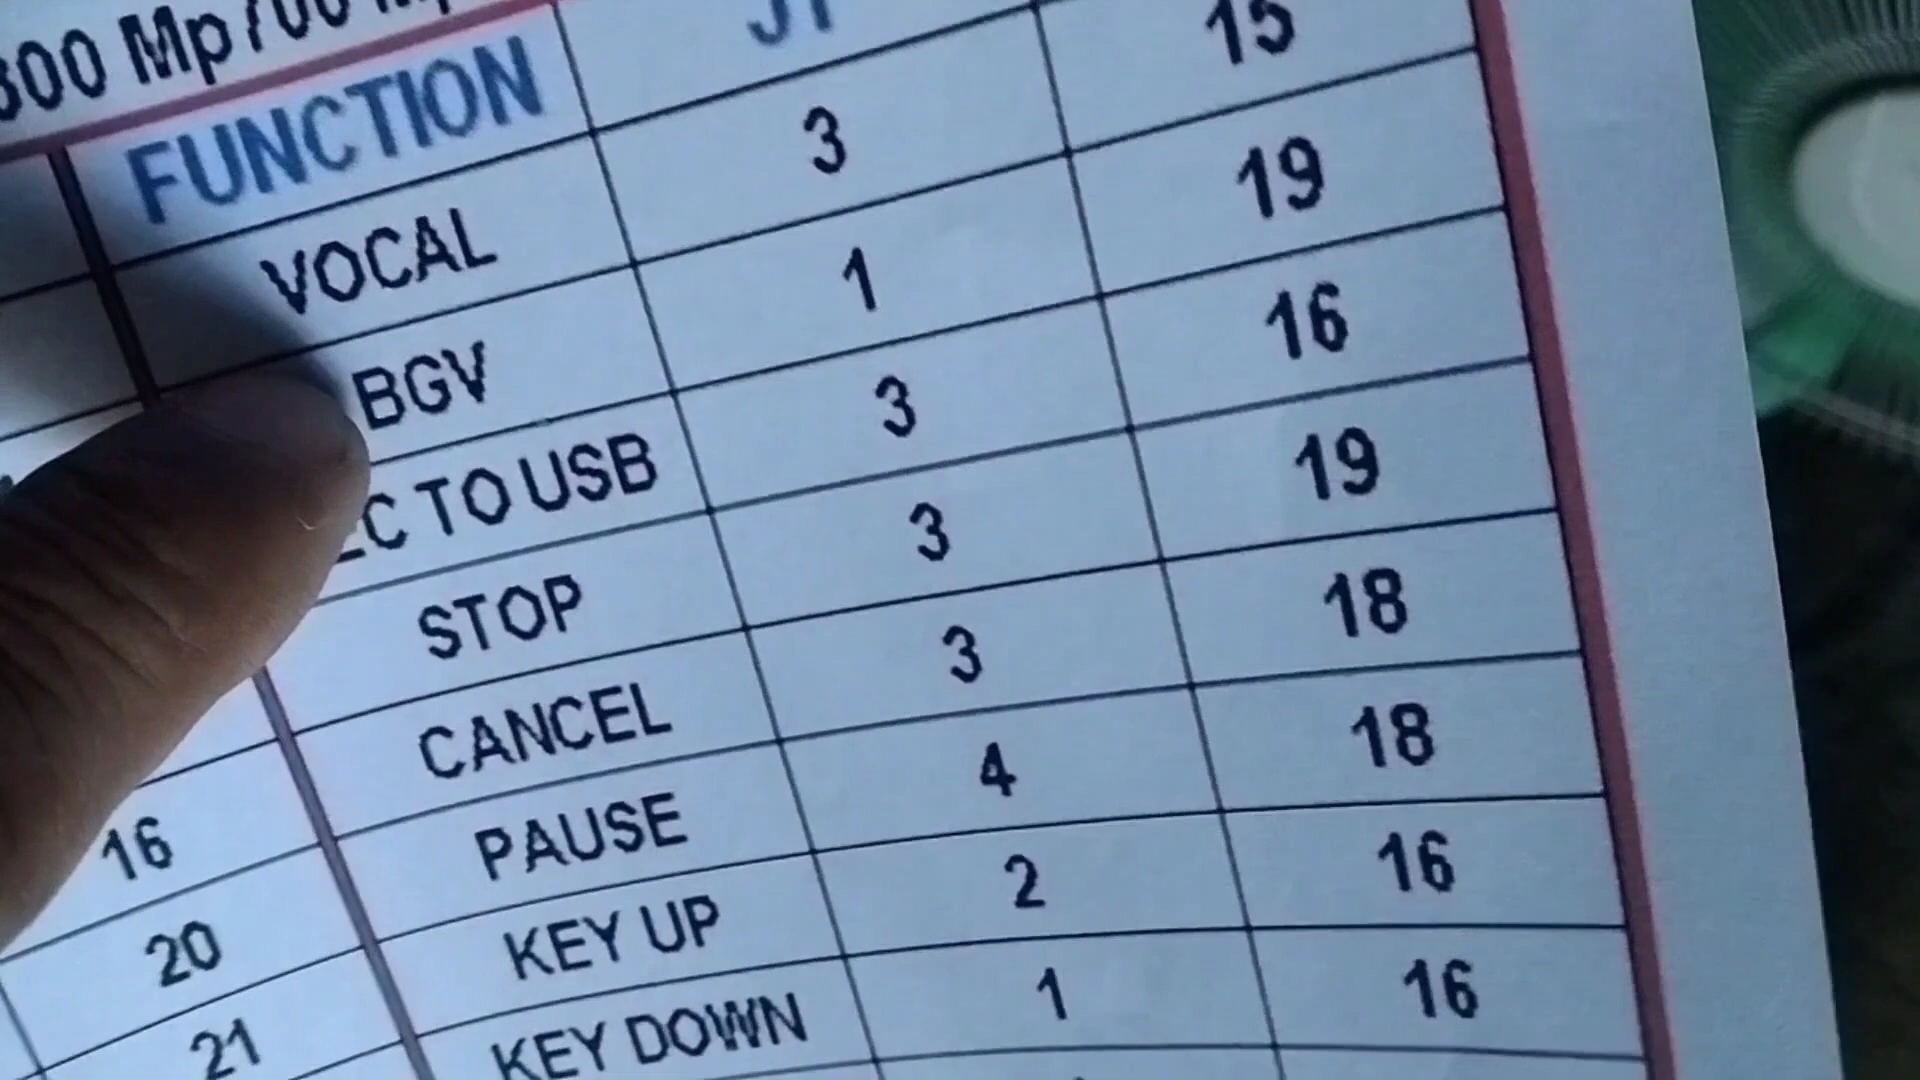 FUNCTION
VOCAL 3 15
BGV 1 19
TO USB 3 16
STOP 3 19
16 CANCEL 3 18
20 PAUSE 4 18
21 KEY UP 2 16
KEY DOWN 1 16